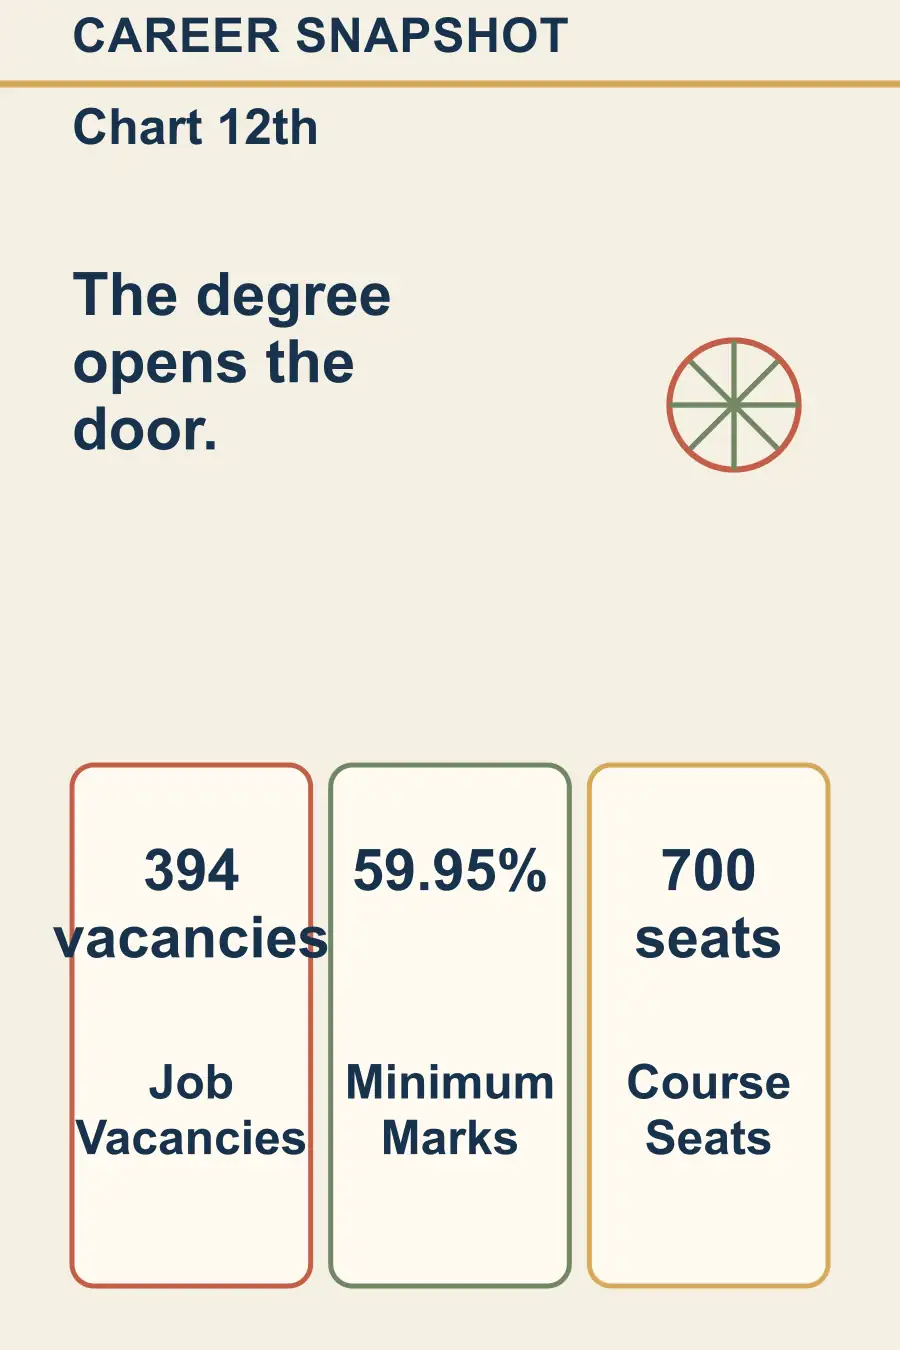 CAREER SNAPSHOT
Chart 12th
The degree
opens the
door.
394
vacancies
Job
Vacancies
59.95%
Minimum
Marks
700
seats
Course
Seats